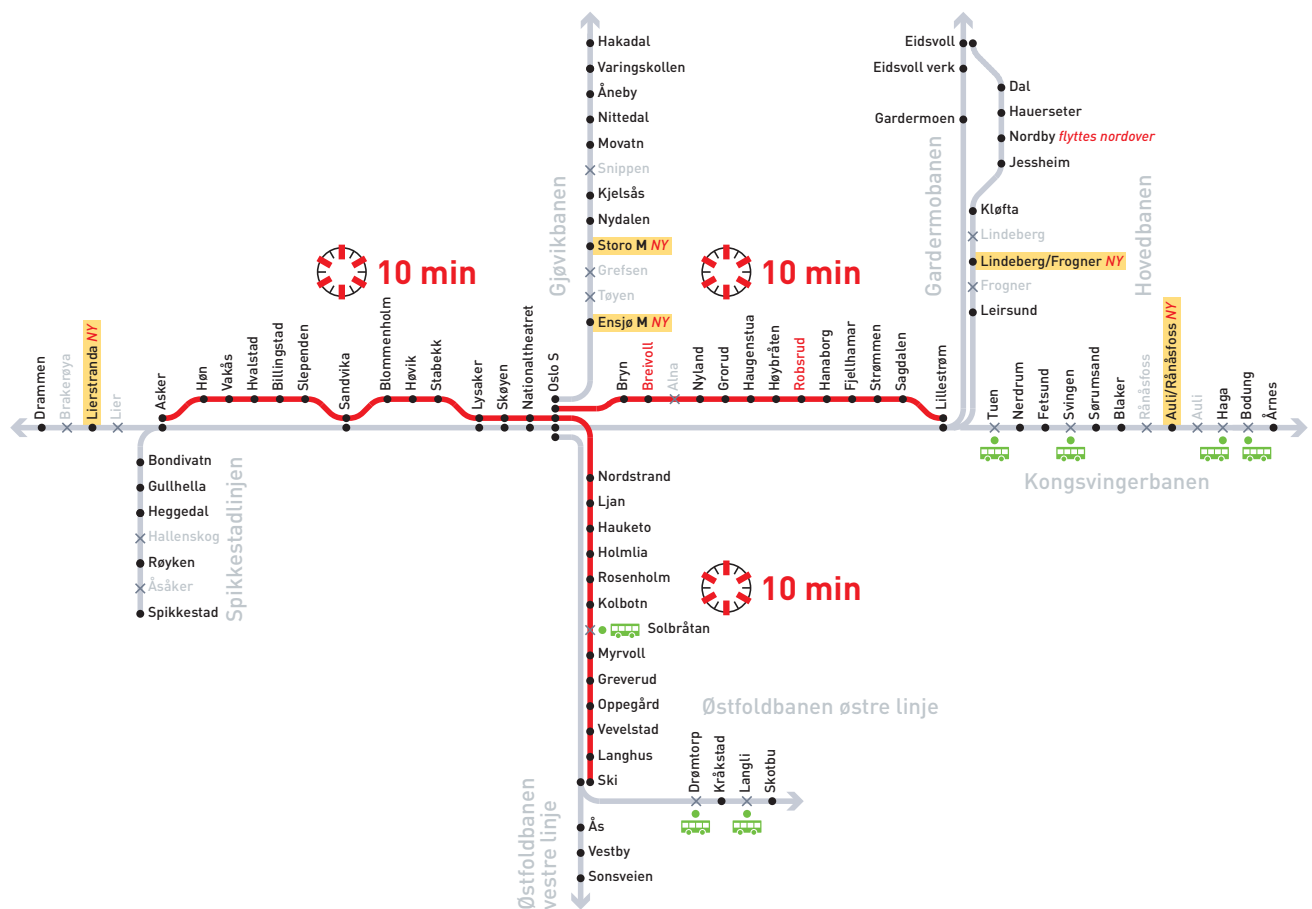 Hakadal
Varingskollen
Åneby
Nittedal
Movatn
Snippen
Kjelsås
Nydalen
Storo M NY
Grefsen
Tøyen
Ensjø M NY
Gjøvikbanen
Eidsvoll
Eidsvoll verk
Gardermoen
Gardermobanen
Dal
Hauerseter
Nordby flyttes nordover
Jessheim
Kløfta
Lindeberg
Lindeberg/Frogner NY
Frogner
Leirsund
Hovedbanen
10 min
10 min
Drammen
Brakerøya
Lierstranda NY
Lier
Asker
Høn
Vakås
Hvalstad
Billingstad
Slependen
Sandvika
Blommenholm
Høvik
Stabekk
Lysaker
Skøyen
Nationaltheatret
Oslo S
Bryn
Breivoll
Alna
Nyland
Grorud
Haugenstua
Høybråten
Robsrud
Hanaborg
Fjellhamar
Strømmen
Sagdalen
Lillestrøm
Tuen
Nerdrum
Fetsund
Svingen
Sørumsand
Blaker
Rånåsfoss
Auli/Rånåsfoss NY
Auli
Haga
Bodung
Årnes
Kongsvingerbanen
Bondivatn
Gullhella
Heggedal
Hallenskog
Røyken
Åsåker
Spikkestad
Spikkestadlinjen
Nordstrand
Ljan
Hauketo
Holmlia
Rosenholm
Kolbotn
Solbråtan
Myrvoll
Greverud
Oppegård
Vevelstad
Langhus
Ski
10 min
Østfoldbanen østre linje
Drømtorp
Kråkstad
Langli
Skotbu
Ås
Vestby
Sonsveien
Østfoldbanen
vestre linje